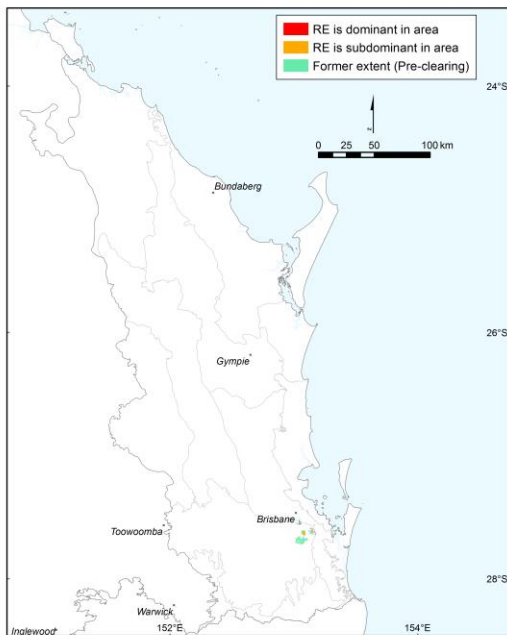 RE is dominant in area
RE is subdominant in area
Former extent (Pre-clearing)
24°S
N
0 25 50 100 km
Bundaberg
26°S
Gympie
Brisbane
Toowoomba
28°S
Warwick
Inglewood
152°E
154°E